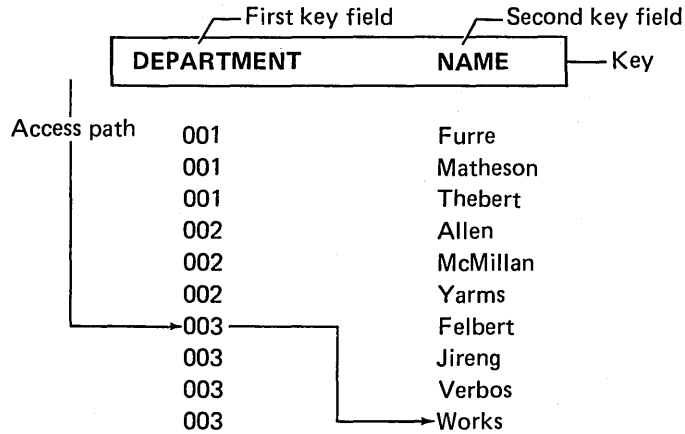 First key field Second key field
DEPARTMENT NAME Key
Access path
001 Furre
001 Matheson
001 Thebert
002 Allen
002 McMillan
002 Yarms
003 Felbert
003 Jireng
003 Verbos
003 Works